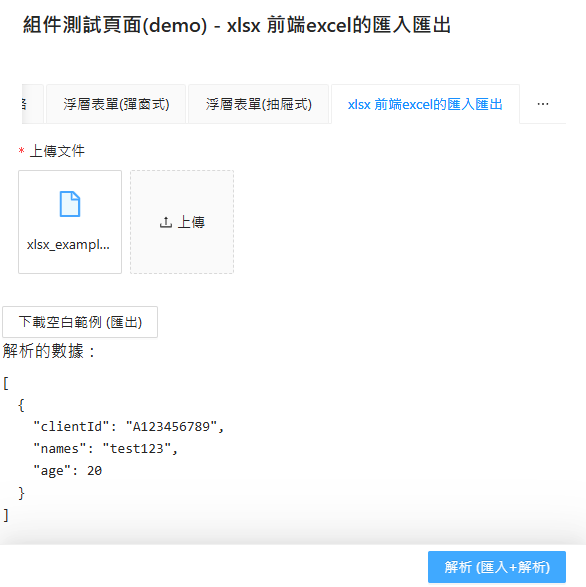 組件測試頁面(demo) - xlsx 前端excel的匯入匯出
浮層表單(彈窗式) 浮層表單(抽屜式) xlsx 前端excel的匯入匯出 ...
* 上傳文件
xlsx_exampl... 上傳
下載空白範例 (匯出)
解析的數據：
[
  {
    "clientId": "A123456789",
    "names": "test123",
    "age": 20
  }
]
解析 (匯入+解析)